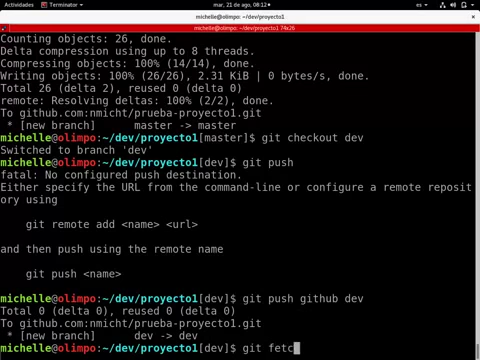 Actividades
Terminator
mar, 21 de ago, 08:12
es
michelle@olimpo: ~/dev/proyecto1
michelle@olimpo: ~/dev/proyecto1 74x26
Counting objects: 26, done.
Delta compression using up to 8 threads.
Compressing objects: 100% (14/14), done.
Writing objects: 100% (26/26), 2.31 KiB | 0 bytes/s, done.
Total 26 (delta 2), reused 0 (delta 0)
remote: Resolving deltas: 100% (2/2), done.
To github.com:nmicht/prueba-proyecto1.git
* [new branch] master -> master
michelle@olimpo:~/dev/proyecto1[master]$ git checkout dev
Switched to branch 'dev'
michelle@olimpo:~/dev/proyecto1[dev]$ git push
fatal: No configured push destination.
Either specify the URL from the command-line or configure a remote reposit
ory using
git remote add <name> <url>
and then push using the remote name
git push <name>
michelle@olimpo:~/dev/proyecto1[dev]$ git push github dev
Total 0 (delta 0), reused 0 (delta 0)
To github.com:nmicht/prueba-proyecto1.git
* [new branch] dev -> dev
michelle@olimpo:~/dev/proyecto1[dev]$ git fetc